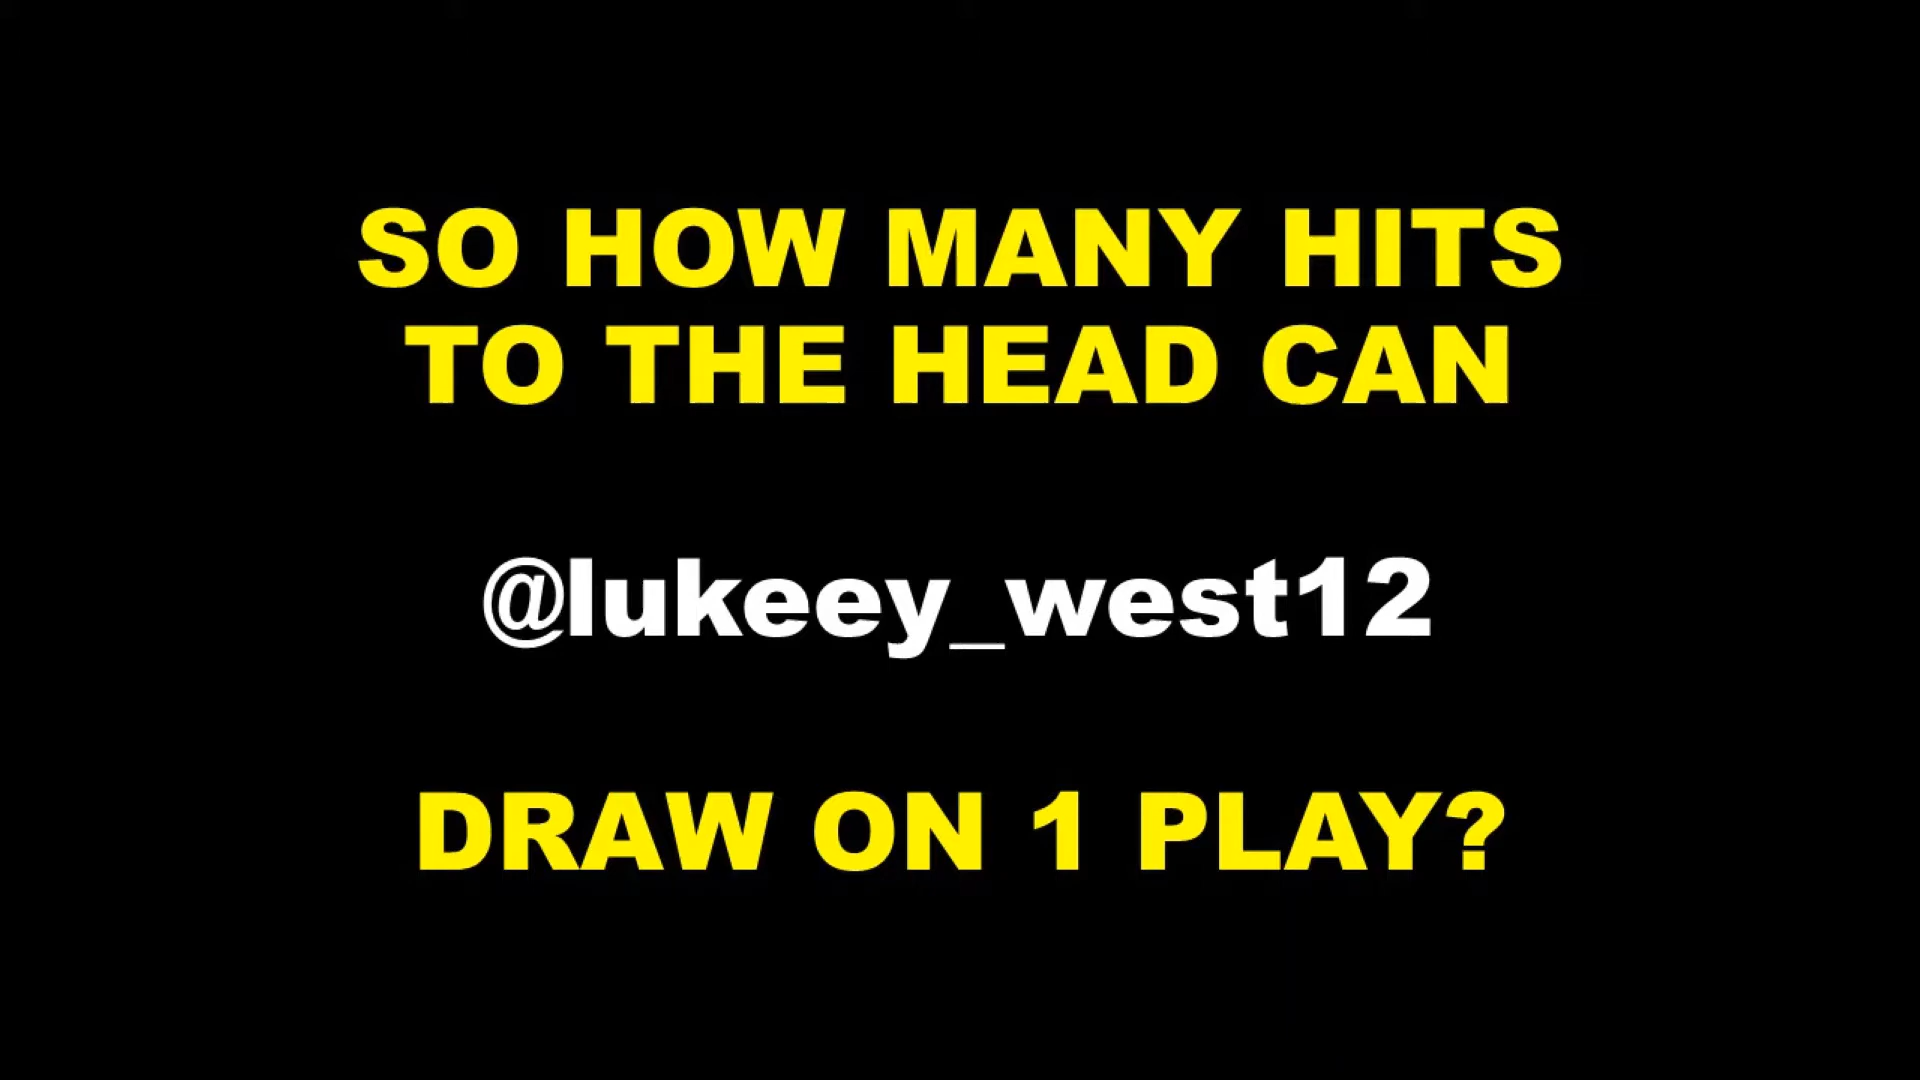 SO HOW MANY HITS
TO THE HEAD CAN
@lukeey_west12
DRAW ON 1 PLAY?